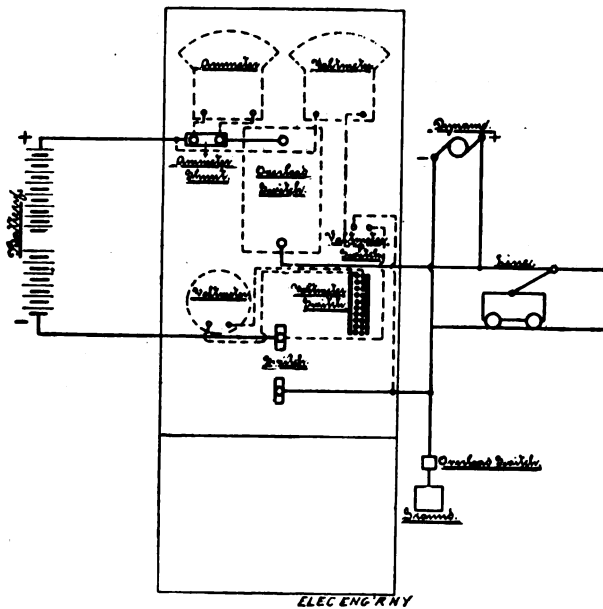 Ammeter
Voltmeter
Dynamo
+
-
+
Battery
Ammeter
Shunt
Overload
Switch
Voltmeter
Switch
Line
Voltmeter
Voltmeter
Switch
-
Switch
Overload Switch
Ground.
ELEC ENG'R NY